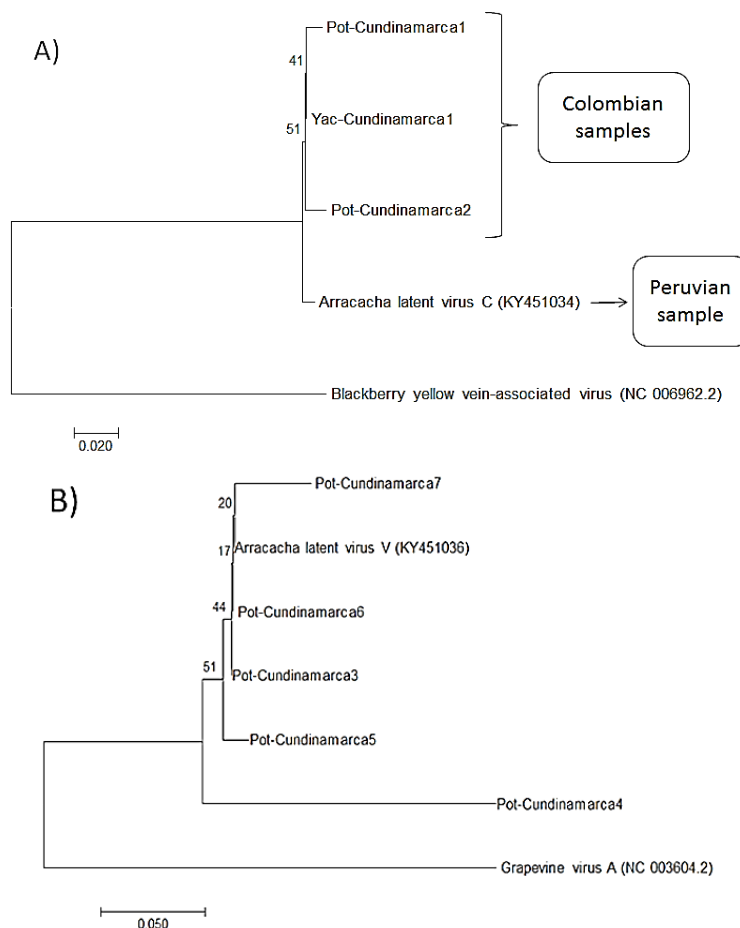 A)
Pot-Cundinamarca1
41
Yac-Cundinamarca1
51
Pot-Cundinamarca2
Colombian
samples
Arracacha latent virus C (KY451034)
Peruvian
sample
Blackberry yellow vein-associated virus (NC 006962.2)
0.020
B)
Pot-Cundinamarca7
20
17
Arracacha latent virus V (KY451036)
44
Pot-Cundinamarca6
51
Pot-Cundinamarca3
Pot-Cundinamarca5
Pot-Cundinamarca4
Grapevine virus A (NC 003604.2)
0.050